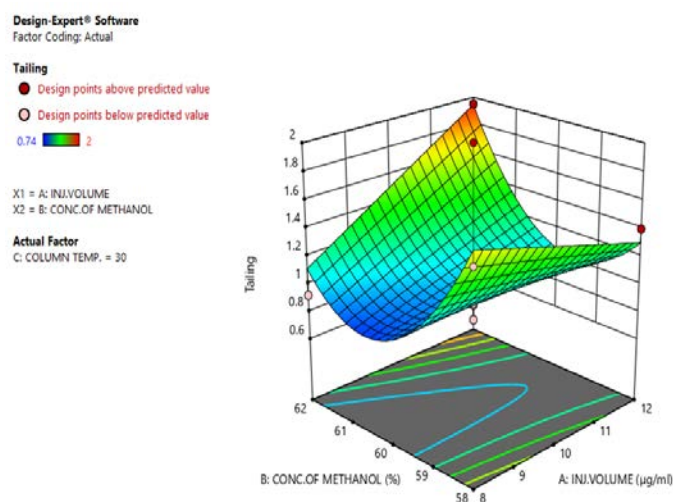 Design-Expert® Software
Factor Coding: Actual
Tailing
Design points above predicted value
Design points below predicted value
0.74 2
X1 = A: INJ.VOLUME
X2 = B: CONC.OF METHANOL
Actual Factor
C: COLUMN TEMP. = 30
Tailing
2
1.8
1.6
1.4
1.2
1
0.8
0.6
62
61
60
59
58
8
9
10
11
12
B: CONC.OF METHANOL (%)
A: INJ.VOLUME (µg/ml)